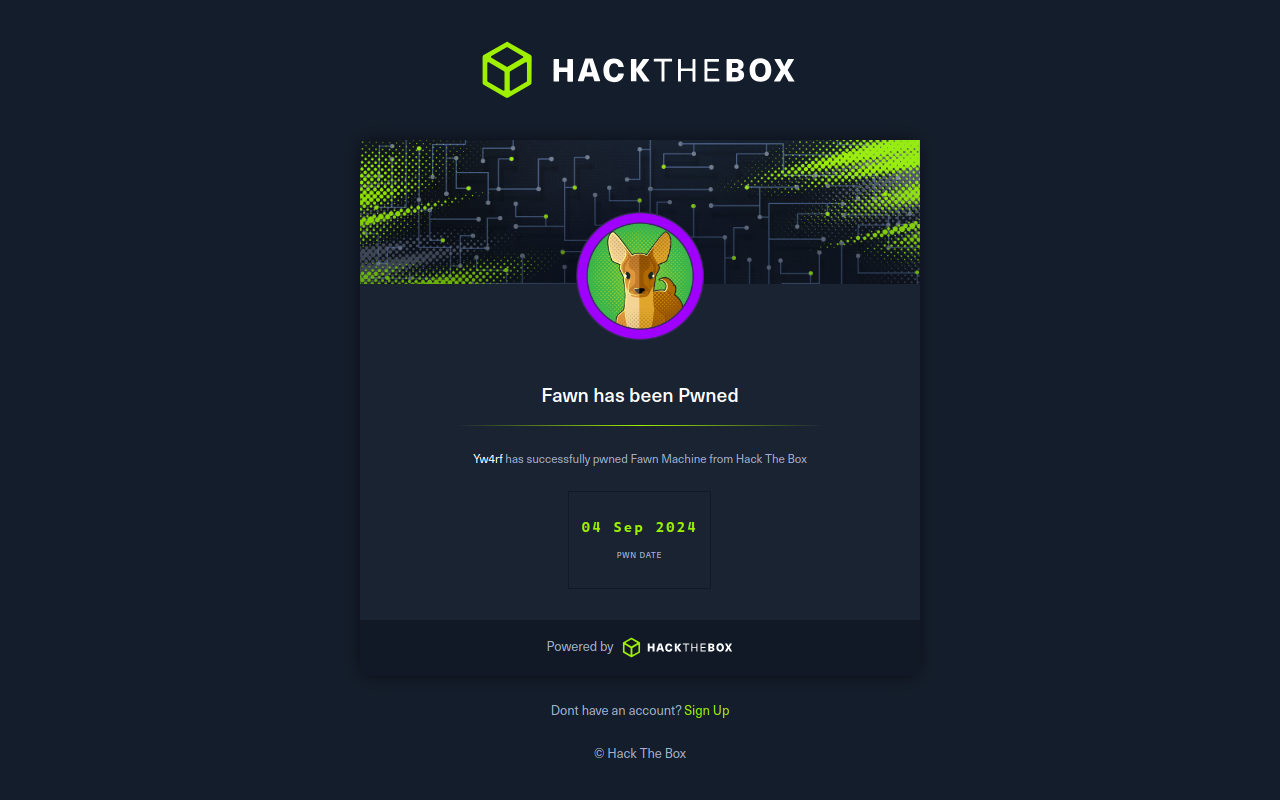 HACKTHEBOX
Fawn has been Pwned
Yw4rf has successfully pwned Fawn Machine from Hack The Box
04 Sep 2024
PWN DATE
Powered by HACKTHEBOX
Dont have an account? Sign Up
© Hack The Box